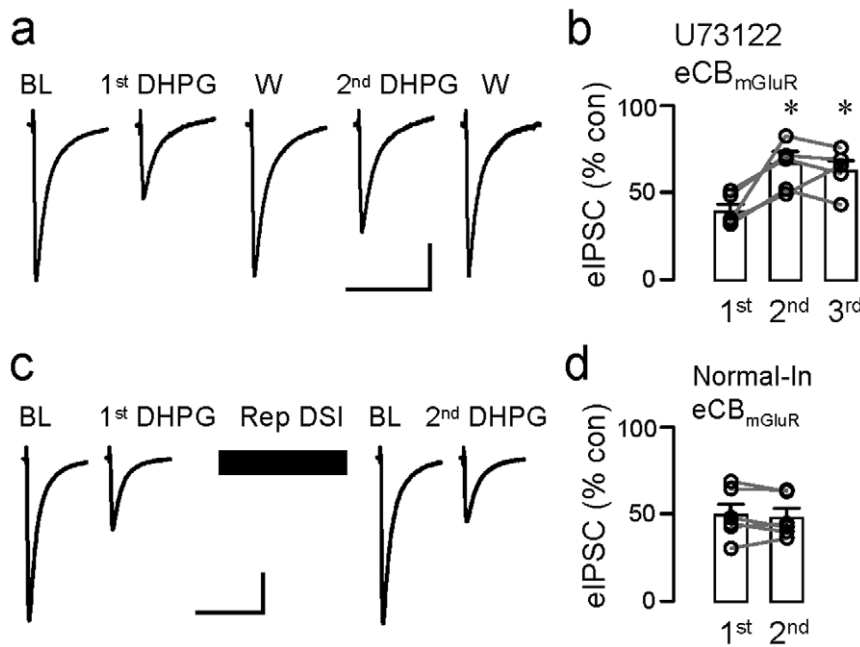 a
BL 1st DHPG W 2nd DHPG W
b
U73122
eCBmGluR
* *
eIPSC (% con)
100
50
0
1st 2nd 3rd
c
BL 1st DHPG Rep DSI BL 2nd DHPG
d
Normal-In
eCBmGluR
eIPSC (% con)
100
50
0
1st 2nd